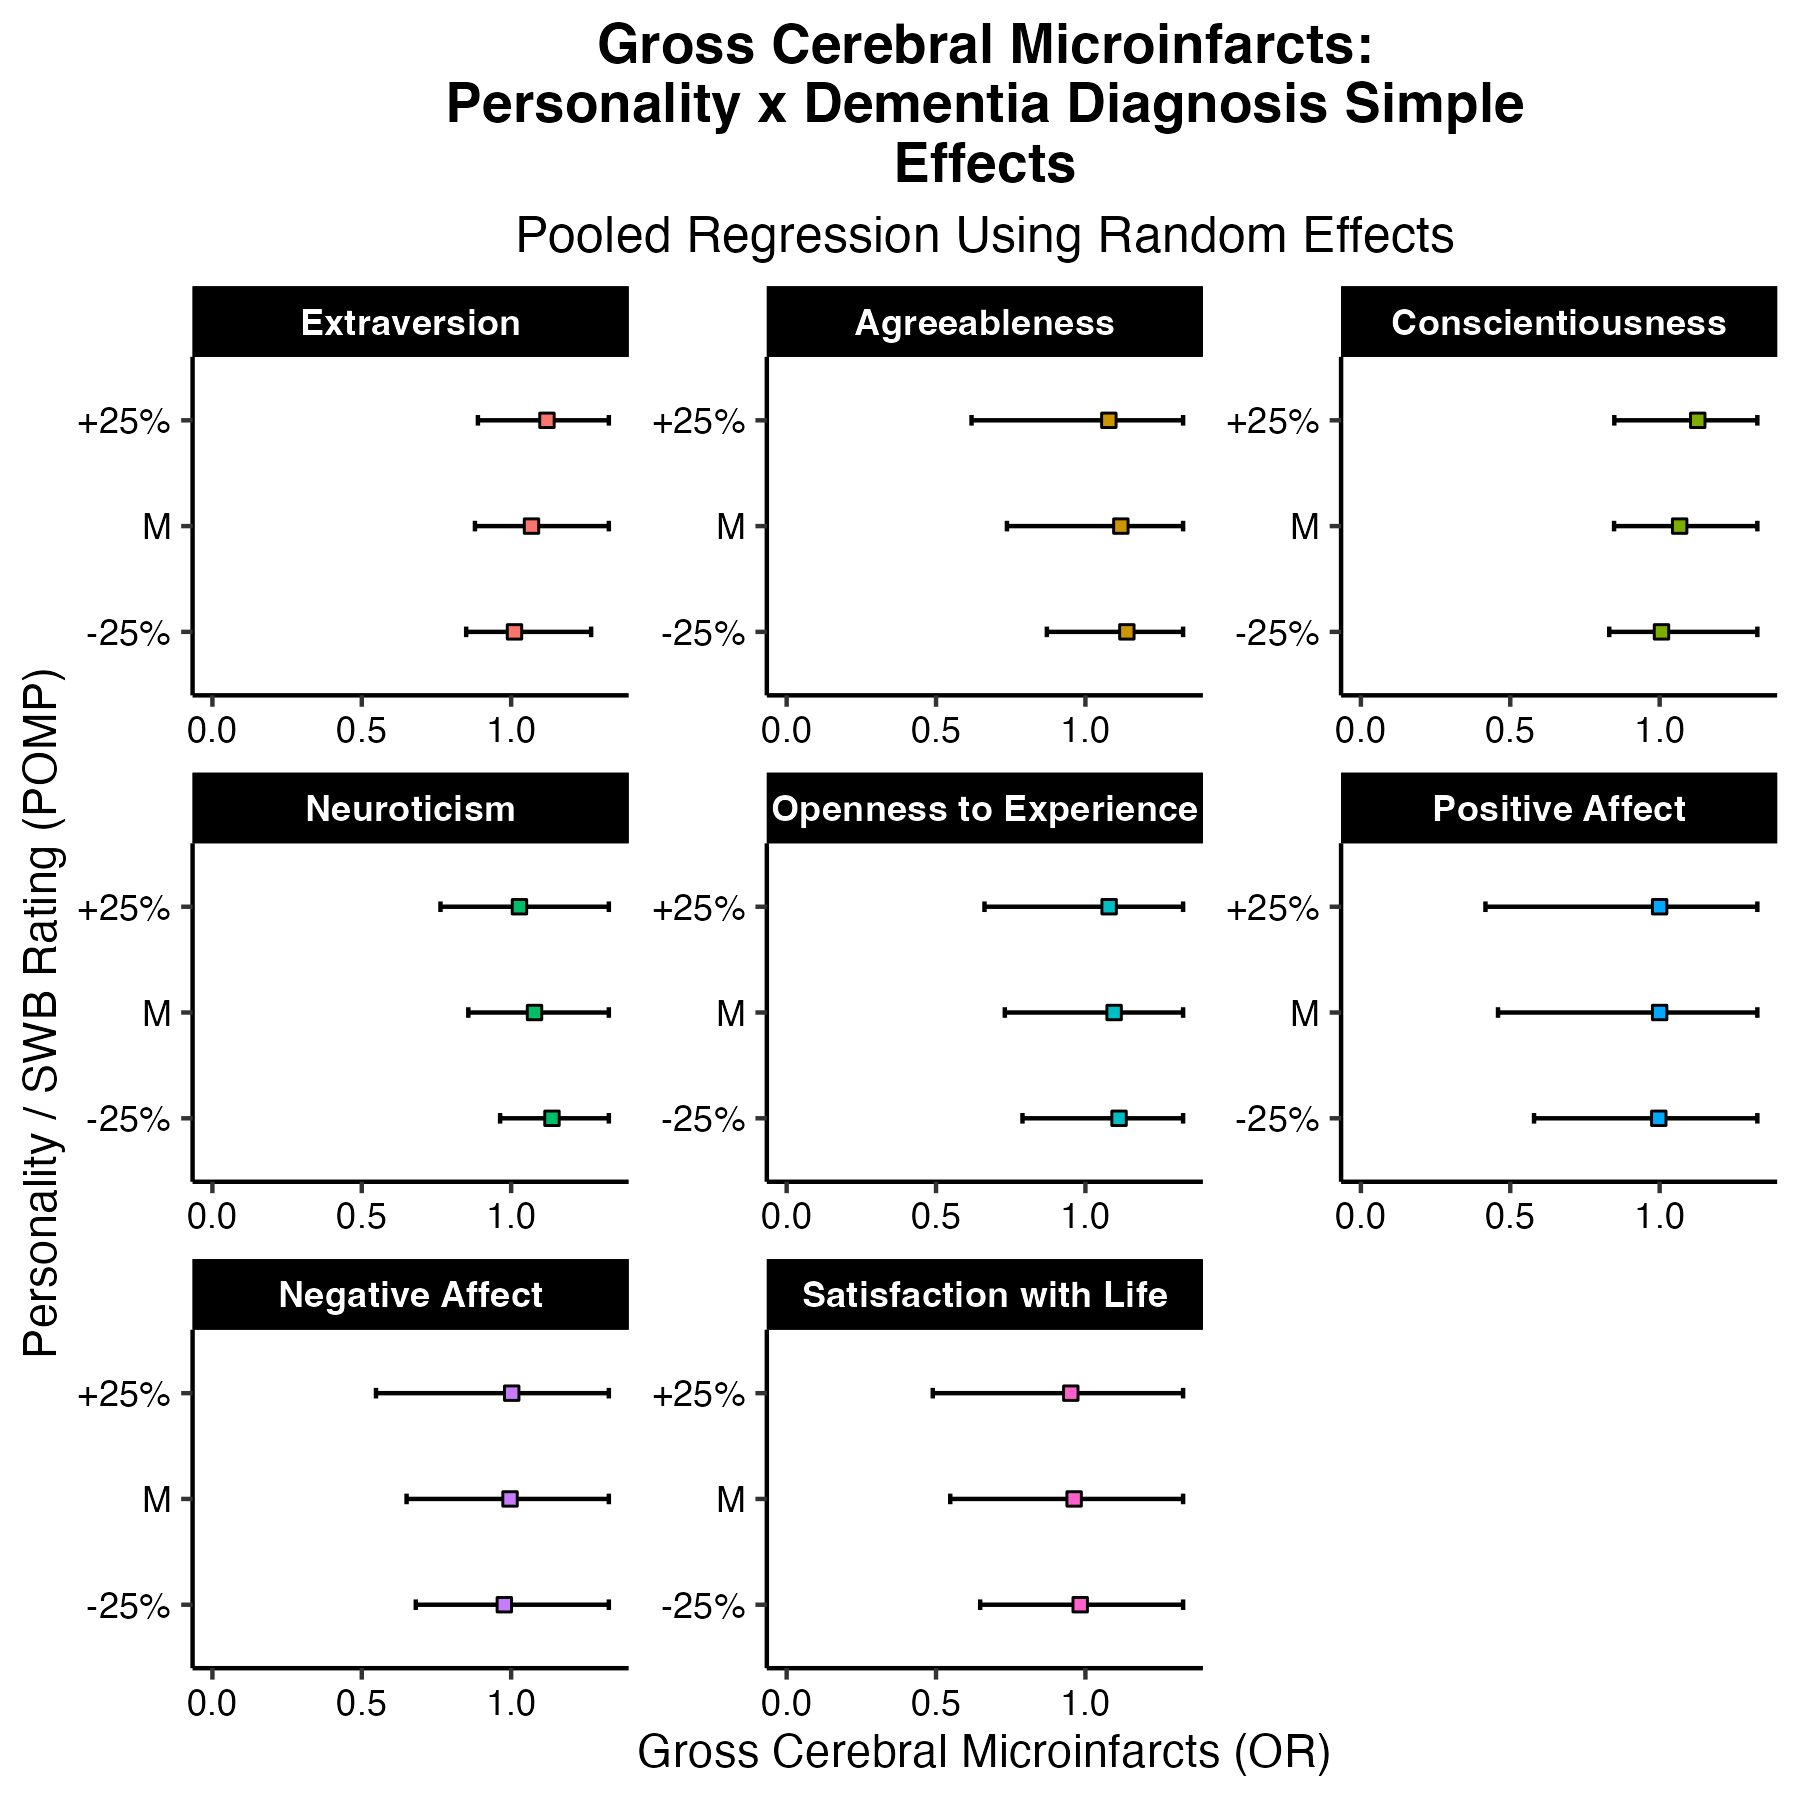 Gross Cerebral Microinfarcts:
Personality x Dementia Diagnosis Simple
Effects
Pooled Regression Using Random Effects
Personality / SWB Rating (POMP)
Extraversion
+25%
M
-25%
0.0 0.5 1.0
Agreeableness
+25%
M
-25%
0.0 0.5 1.0
Conscientiousness
+25%
M
-25%
0.0 0.5 1.0
Neuroticism
+25%
M
-25%
0.0 0.5 1.0
Openness to Experience
+25%
M
-25%
0.0 0.5 1.0
Positive Affect
+25%
M
-25%
0.0 0.5 1.0
Negative Affect
+25%
M
-25%
0.0 0.5 1.0
Satisfaction with Life
+25%
M
-25%
0.0 0.5 1.0
Gross Cerebral Microinfarcts (OR)